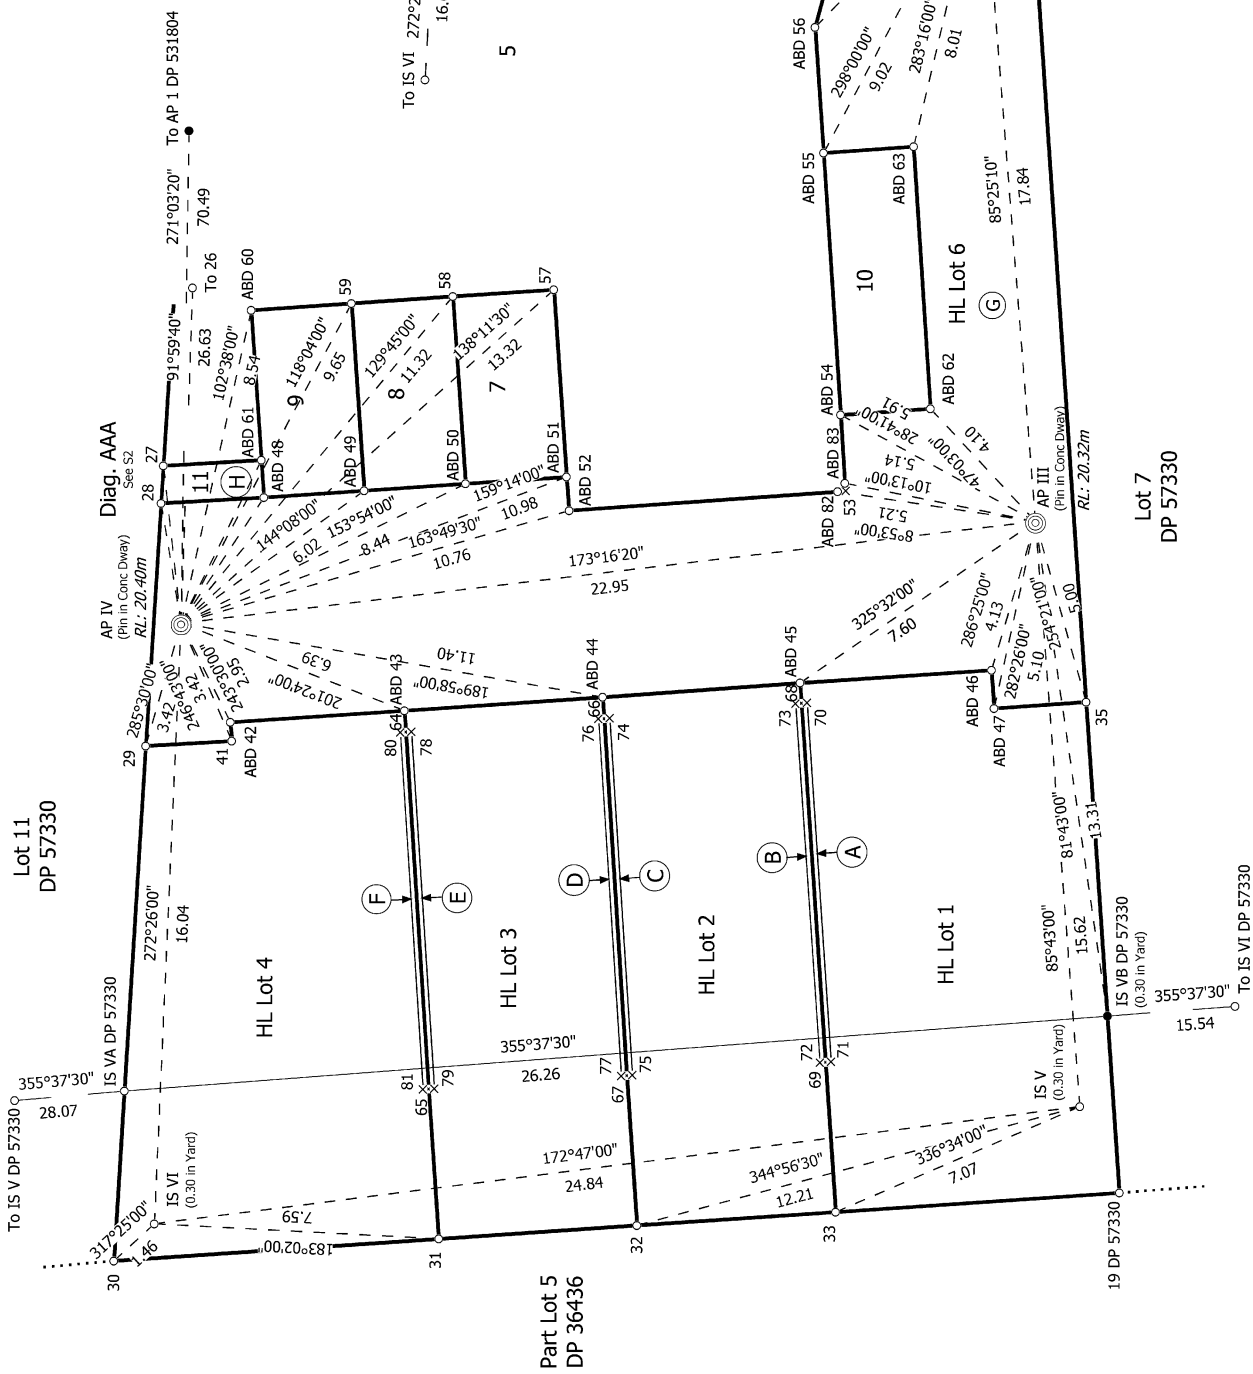 To IS VI
272°2
16.
5
ABD 56
To AP 1 DP 531804
271°03'20"
70.49
To 26
26.63
91°59'40"
298°00'00"
9.02
283°16'00"
8.01
ABD 55
ABD 63
85°25'10"
17.84
10
HL Lot 6
G
ABD 60
59
58
57
102°38'00"
8.54
118°04'00"
9.65
129°45'00"
11.32
138°11'30"
13.32
9
8
7
Diag. AAA
See S2
27
28
11
H
ABD 61
ABD 48
ABD 49
ABD 50
ABD 51
ABD 52
144°08'00"
6.02
153°54'00"
8.44
159°14'00"
10.98
163°49'30"
10.76
173°16'20"
22.95
ABD 54
ABD 62
ABD 83
ABD 82
53
28°41'00"
5.91
47°03'00"
4.10
10°13'00"
5.14
8°53'00"
5.21
AP III
(Pin in Conc Dway)
RL: 20.32m
Lot 7
DP 57330
AP IV
(Pin in Conc Dway)
RL: 20.40m
285°30'00"
3.42
246°43'00"
3.42
243°30'00"
2.95
201°24'00"
6.39
189°58'00"
11.40
325°32'00"
7.60
286°25'00"
4.13
282°26'00"
5.10
254°21'00"
5.00
29
41
ABD 42
ABD 43
ABD 44
ABD 45
ABD 46
ABD 47
35
80
64
78
76
66
74
73
68
70
Lot 11
DP 57330
F
E
D
C
B
A
272°26'00"
16.04
HL Lot 4
HL Lot 3
HL Lot 2
HL Lot 1
81°43'00"
13.31
85°43'00"
15.62
IS VA DP 57330
IS VB DP 57330
(0.30 in Yard)
To IS V DP 57330
355°37'30"
28.07
355°37'30"
26.26
355°37'30"
15.54
To IS VI DP 57330
81
65
79
77
67
75
72
69
71
IS V
(0.30 in Yard)
IS VI
(0.30 in Yard)
317°25'00"
1.46
183°02'00"
7.59
172°47'00"
24.84
344°56'30"
12.21
336°34'00"
7.07
30
31
32
33
19 DP 57330
Part Lot 5
DP 36436